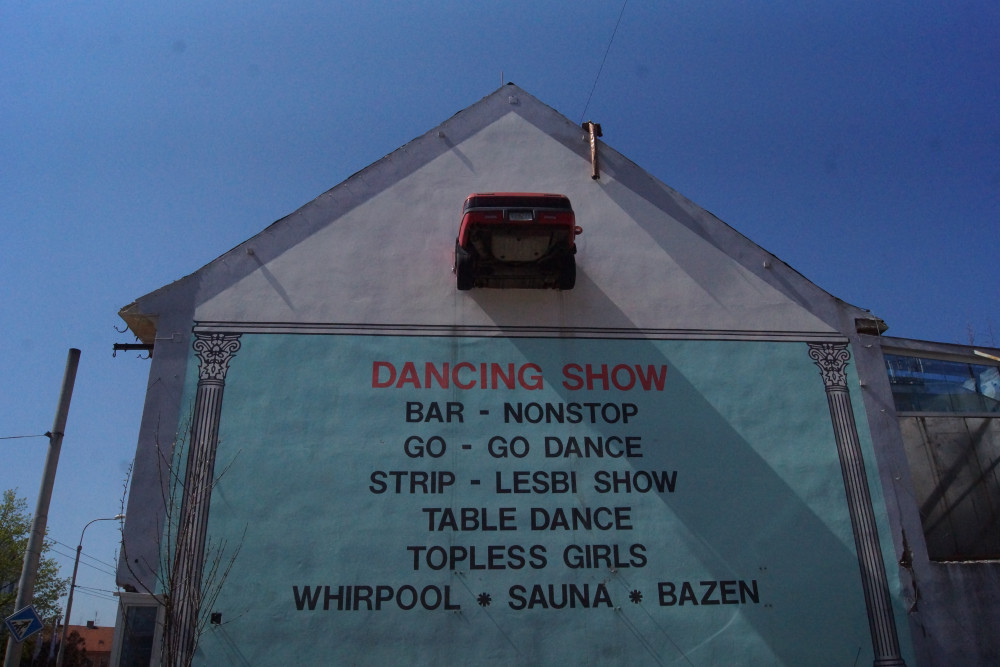 DANCING SHOW
BAR - NONSTOP
GO - GO DANCE
STRIP - LESBI SHOW
TABLE DANCE
TOPLESS GIRLS
WHIRPOOL * SAUNA * BAZEN